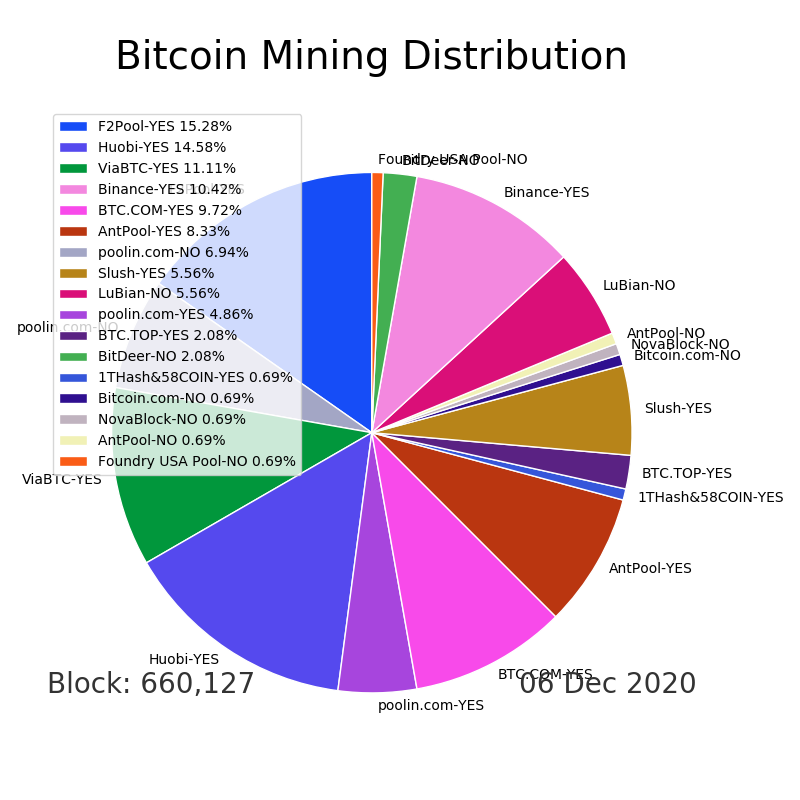 Bitcoin Mining Distribution
F2Pool-YES 15.28%
Huobi-YES 14.58%
ViaBTC-YES 11.11%
Binance-YES 10.42%
BTC.COM-YES 9.72%
AntPool-YES 8.33%
poolin.com-NO 6.94%
Slush-YES 5.56%
LuBian-NO 5.56%
poolin.com-YES 4.86%
BTC.TOP-YES 2.08%
BitDeer-NO 2.08%
1THash&58COIN-YES 0.69%
Bitcoin.com-NO 0.69%
NovaBlock-NO 0.69%
AntPool-NO 0.69%
Foundry USA Pool-NO 0.69%
Foundry USA Pool-NO
BitDeer-NO
Binance-YES
LuBian-NO
AntPool-NO
NovaBlock-NO
Bitcoin.com-NO
Slush-YES
BTC.TOP-YES
1THash&58COIN-YES
AntPool-YES
BTC.COM-YES
poolin.com-YES
Huobi-YES
ViaBTC-YES
poolin.com-NO
Block: 660,127
06 Dec 2020